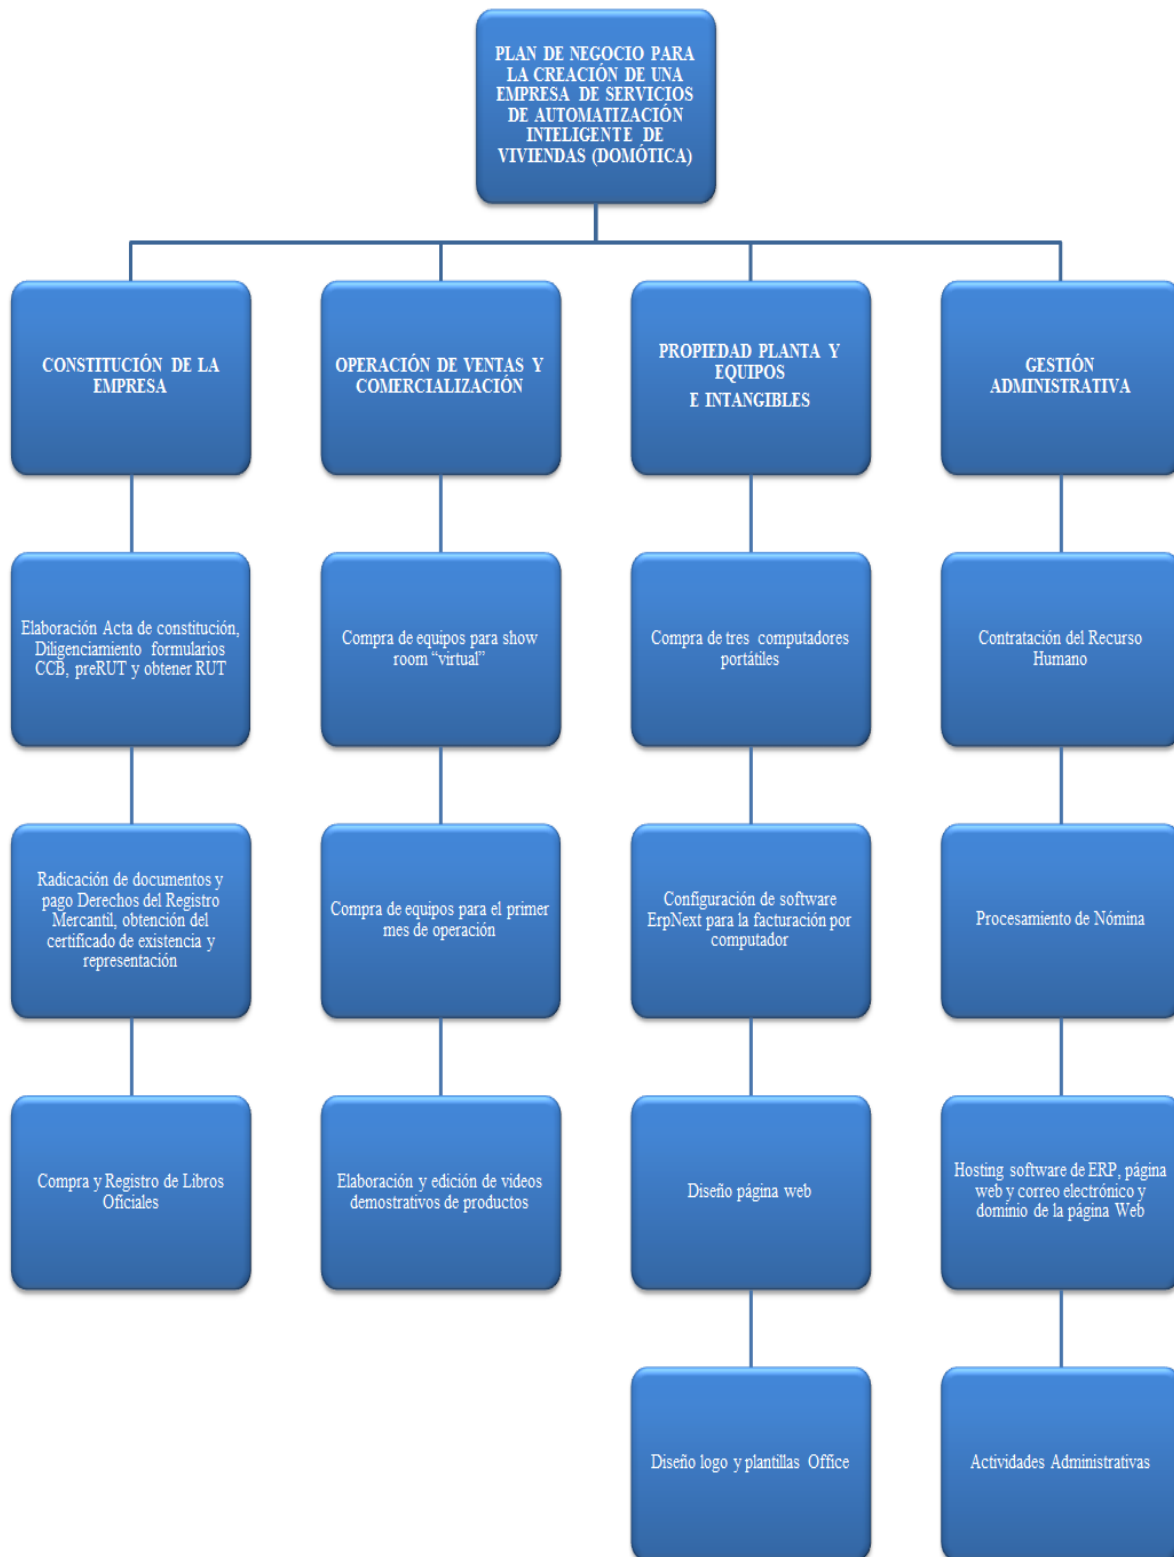 PLAN DE NEGOCIO PARA
LA CREACIÓN DE UNA
EMPRESA DE SERVICIOS
DE AUTOMATIZACIÓN
INTELIGENTE DE
VIVIENDAS (DOMÓTICA)
CONSTITUCIÓN DE LA
EMPRESA
OPERACIÓN DE VENTAS Y
COMERCIALIZACIÓN
PROPIEDAD PLANTA Y
EQUIPOS
E INTANGIBLES
GESTIÓN
ADMINISTRATIVA
Elaboración Acta de constitución,
Diligenciamiento formularios
CCB, preRUT y obtener RUT
Compra de equipos para show
room “virtual”
Compra de tres computadores
portátiles
Contratación del Recurso
Humano
Radicación de documentos y
pago Derechos del Registro
Mercantil, obtención del
certificado de existencia y
representación
Compra de equipos para el primer
mes de operación
Configuración de software
ErpNext para la facturación por
computador
Procesamiento de Nómina
Compra y Registro de Libros
Oficiales
Elaboración y edición de videos
demostrativos de productos
Diseño página web
Hosting software de ERP, página
web y correo electrónico y
dominio de la página Web
Diseño logo y plantillas Office
Actividades Administrativas